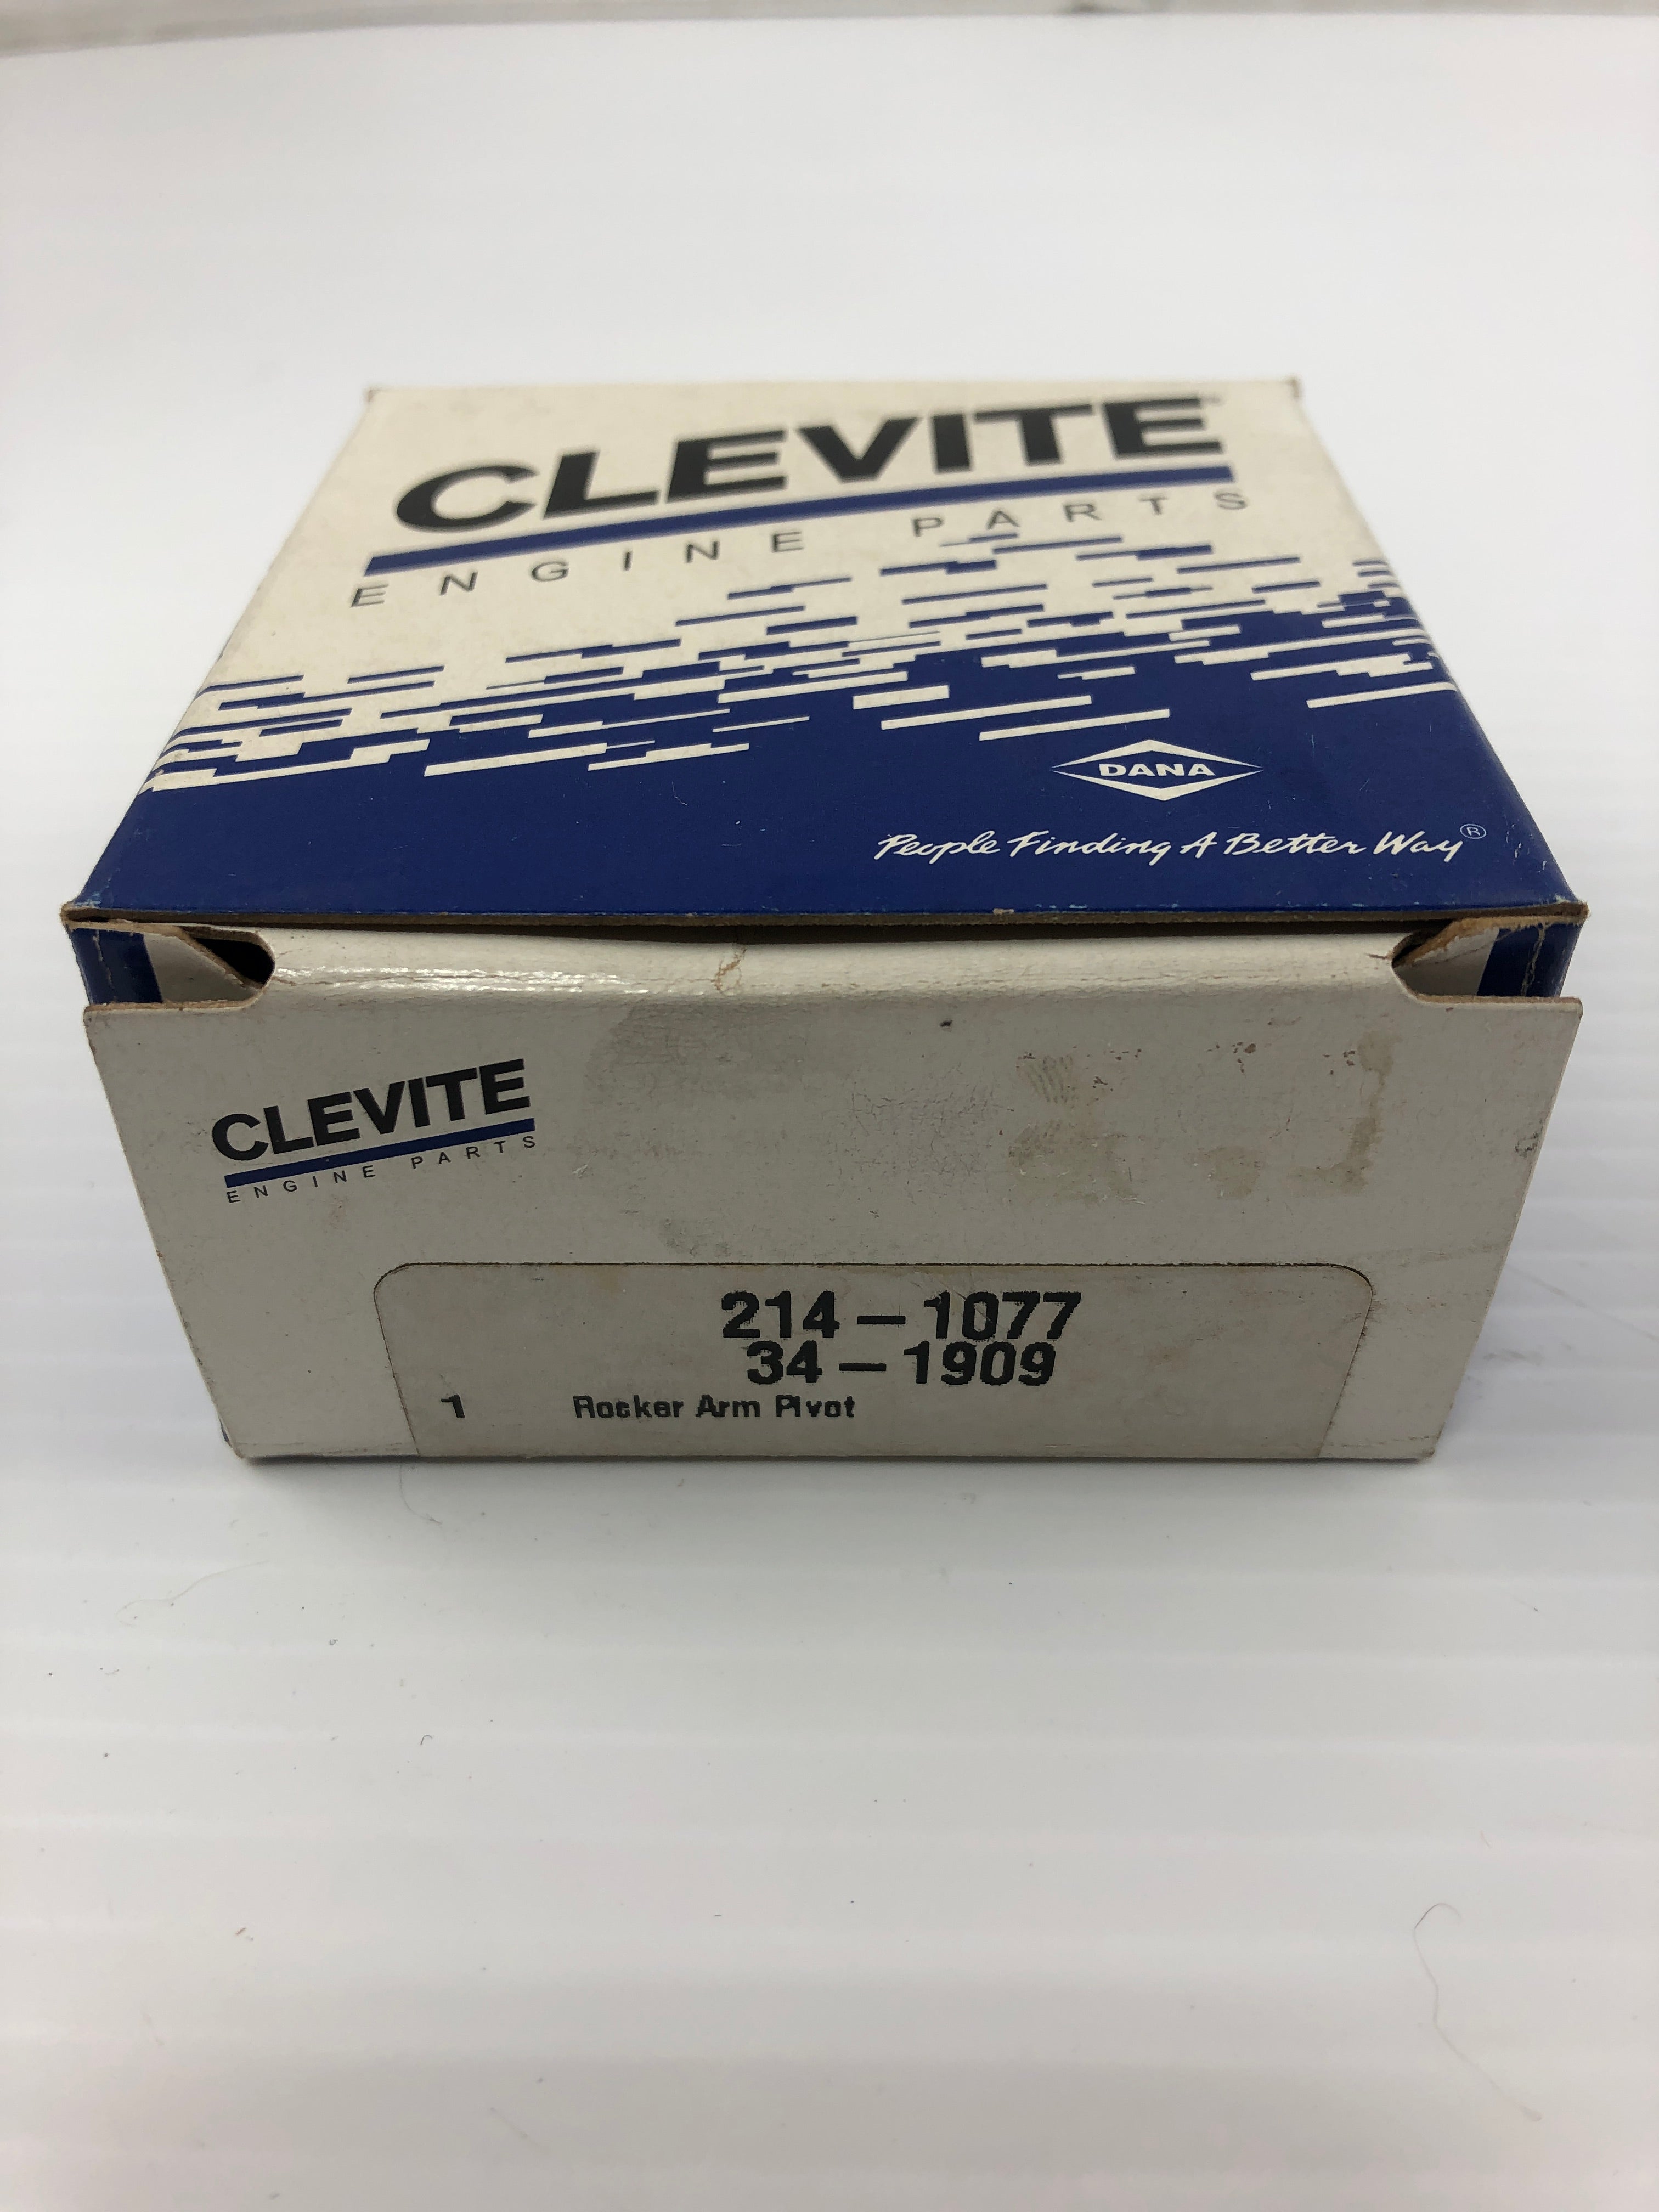 CLEVITE
ENGINE PARTS
DANA
People Finding A Better Way®
CLEVITE
ENGINE PARTS
214-1077
34-1909
1 Rocker Arm Pivot